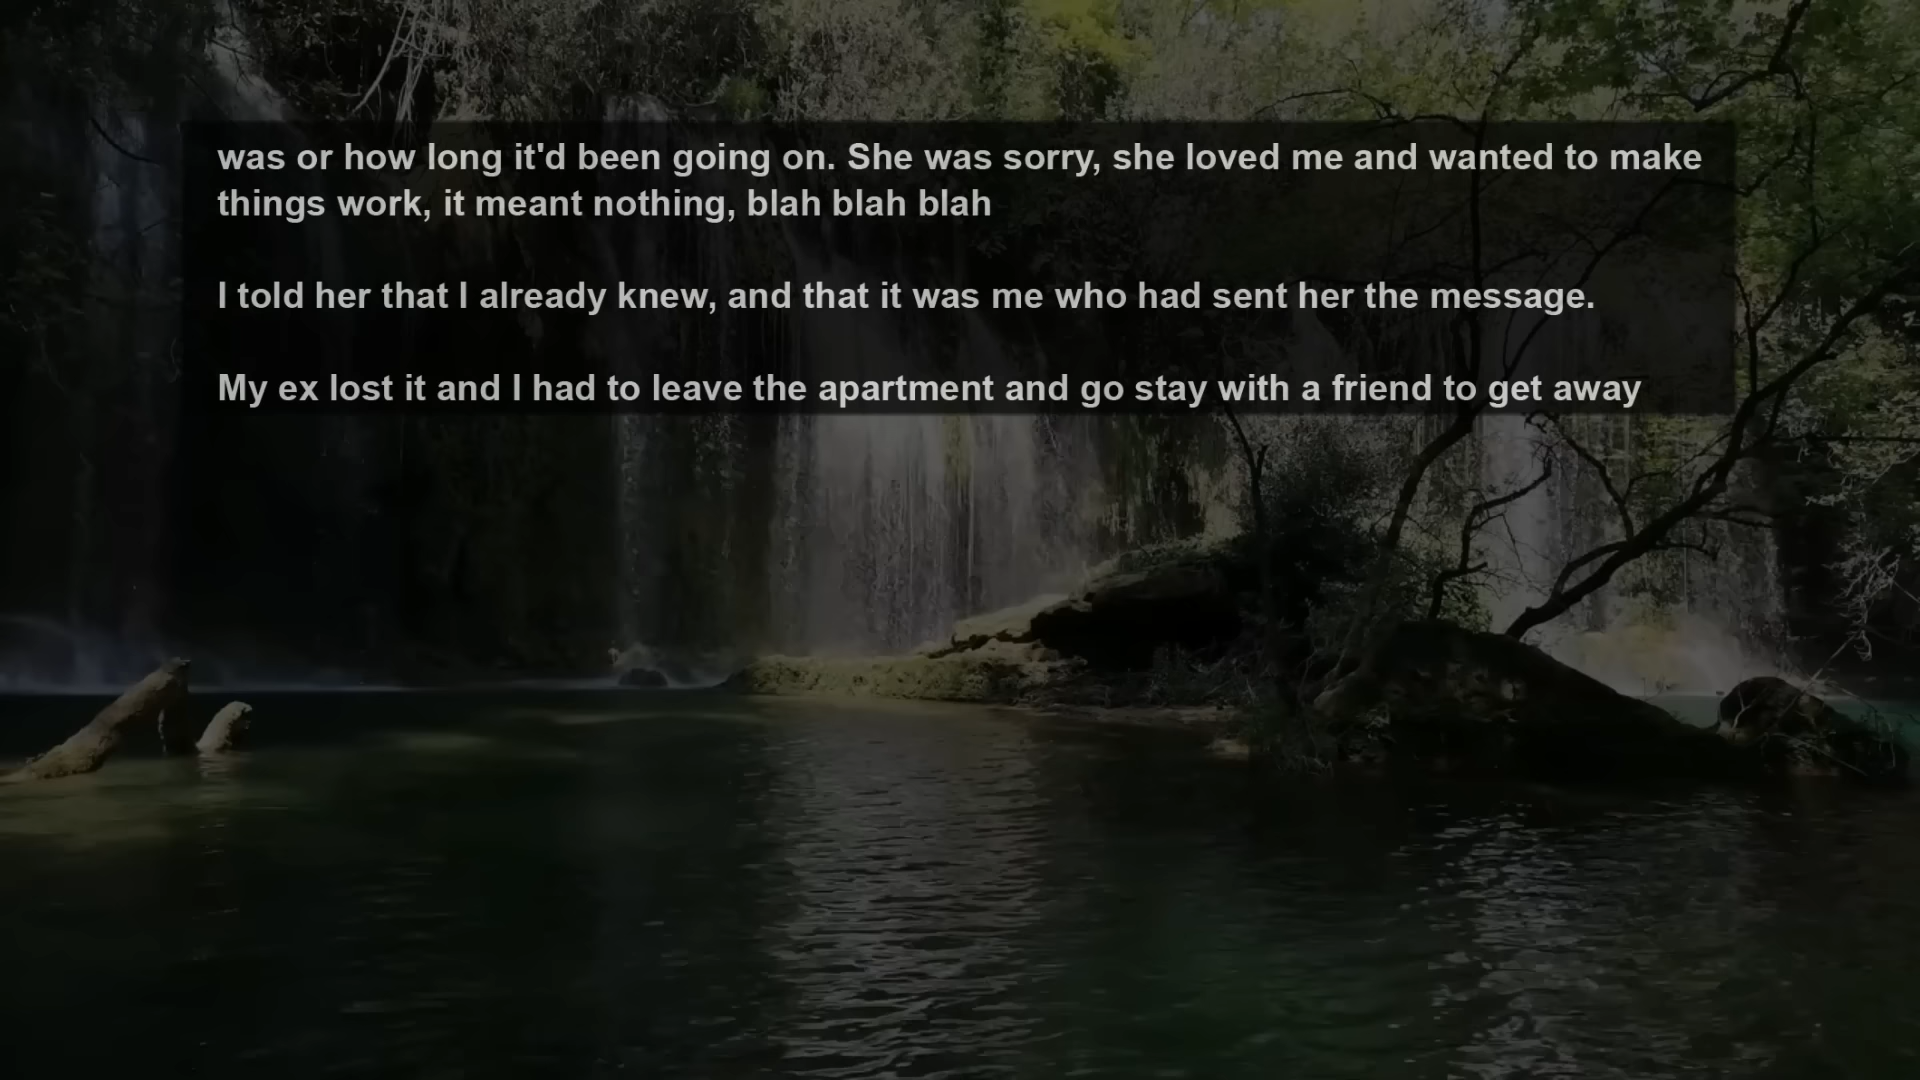 was or how long it'd been going on. She was sorry, she loved me and wanted to make
things work, it meant nothing, blah blah blah
I told her that I already knew, and that it was me who had sent her the message.
My ex lost it and I had to leave the apartment and go stay with a friend to get away